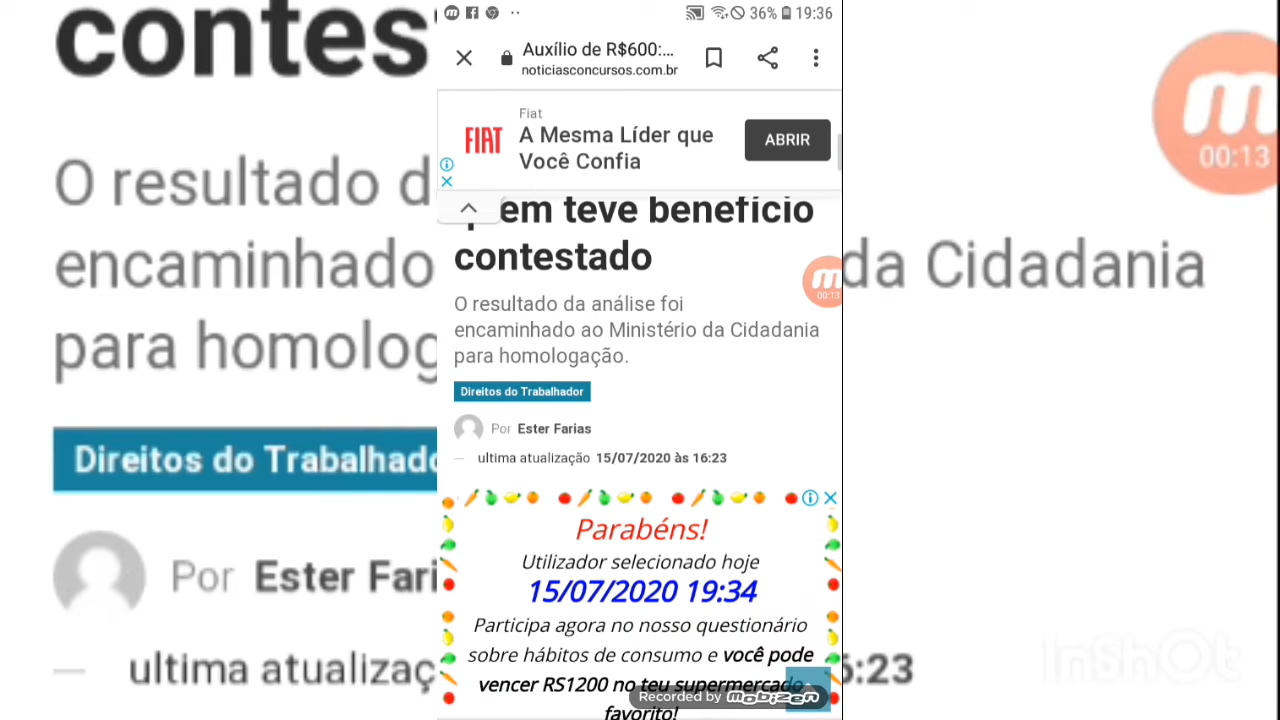 contes
O resultado d
encaminhado
da Cidadania
para homolog
Direitos do Trabalhado
Por Ester Fari
ultima atualizaç
6:23
00:13
InShOt
36% 19:36
Auxílio de R$600:...
noticiasconcursos.com.br
Fiat
FIAT
A Mesma Líder que
Você Confia
ABRIR
em teve benefício
contestado
00:13
O resultado da análise foi
encaminhado ao Ministério da Cidadania
para homologação.
Direitos do Trabalhador
Por Ester Farias
ultima atualização 15/07/2020 às 16:23
Parabéns!
Utilizador selecionado hoje
15/07/2020 19:34
Participa agora no nosso questionário
sobre hábitos de consumo e você pode
vencer RS1200 no teu supermercado
favorito!
Recorded by mobizen